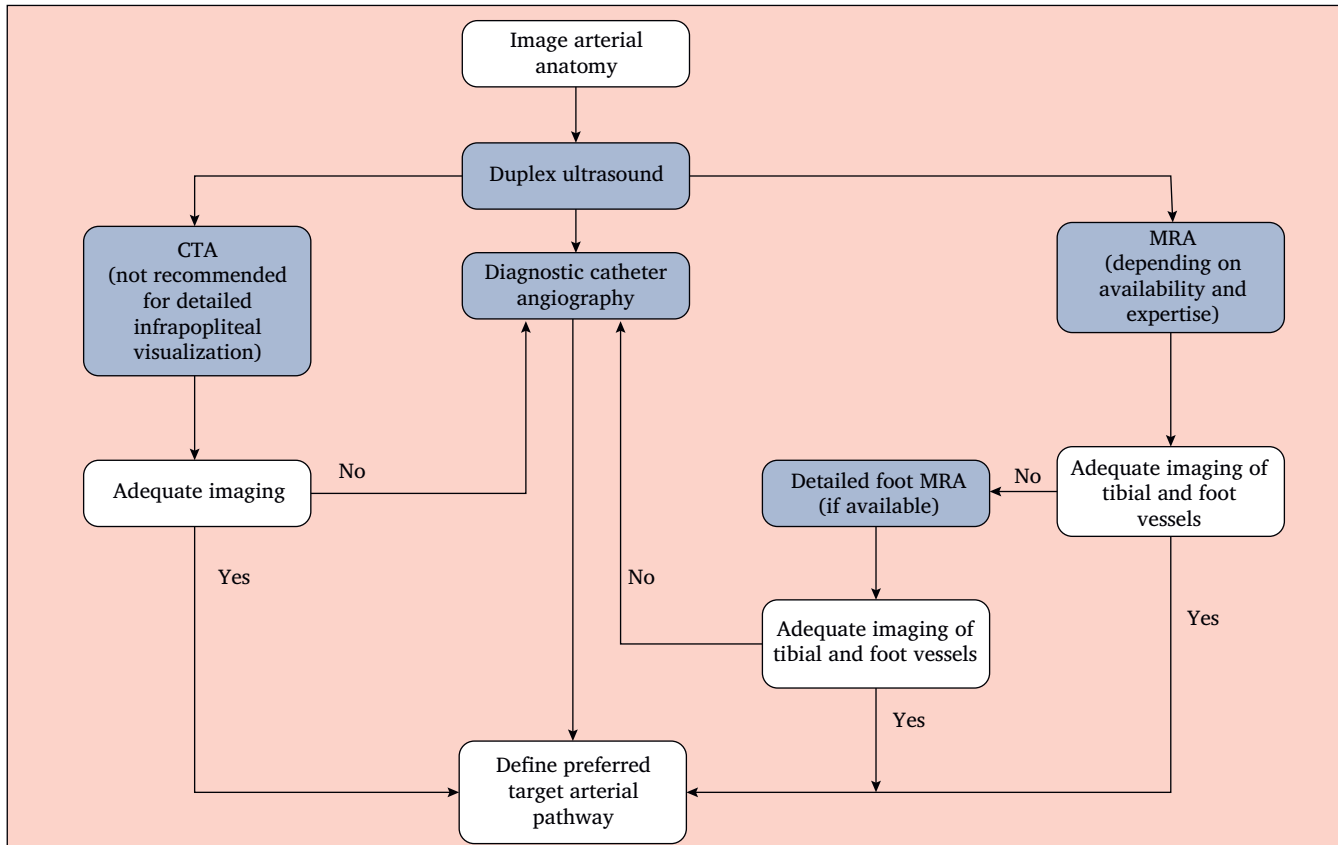 Image arterial
anatomy
Duplex ultrasound
CTA
(not recommended
for detailed
infrapopliteal
visualization)
Diagnostic catheter
angiography
MRA
(depending on
availability and
expertise)
Adequate imaging
No
Detailed foot MRA
(if available)
No
Adequate imaging of
tibial and foot
vessels
Yes
No
Adequate imaging of
tibial and foot vessels
Yes
Yes
Define preferred
target arterial
pathway